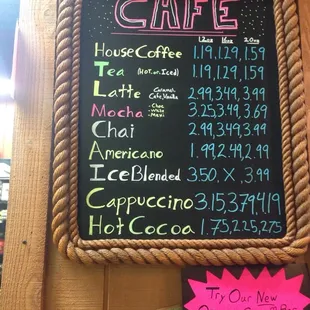 CAFE
12oz 16oz 20oz
House Coffee 1.19, 1.29, 1.59
Tea (Hot or Iced) 1.19, 1.29, 1.59
Latte Caramel Cafe Vanilla 2.99, 3.49, 3.99
Mocha 3.25 3.49, 3.69
Chai 2.99, 3.49, 3.99
Americano 1.99, 2.49, 2.99
Ice Blended 3.50, X, 3.99
Cappuccino 3.15, 3.79, 4.19
Hot Cocoa 1.75, 2.25, 2.75
Try Our New